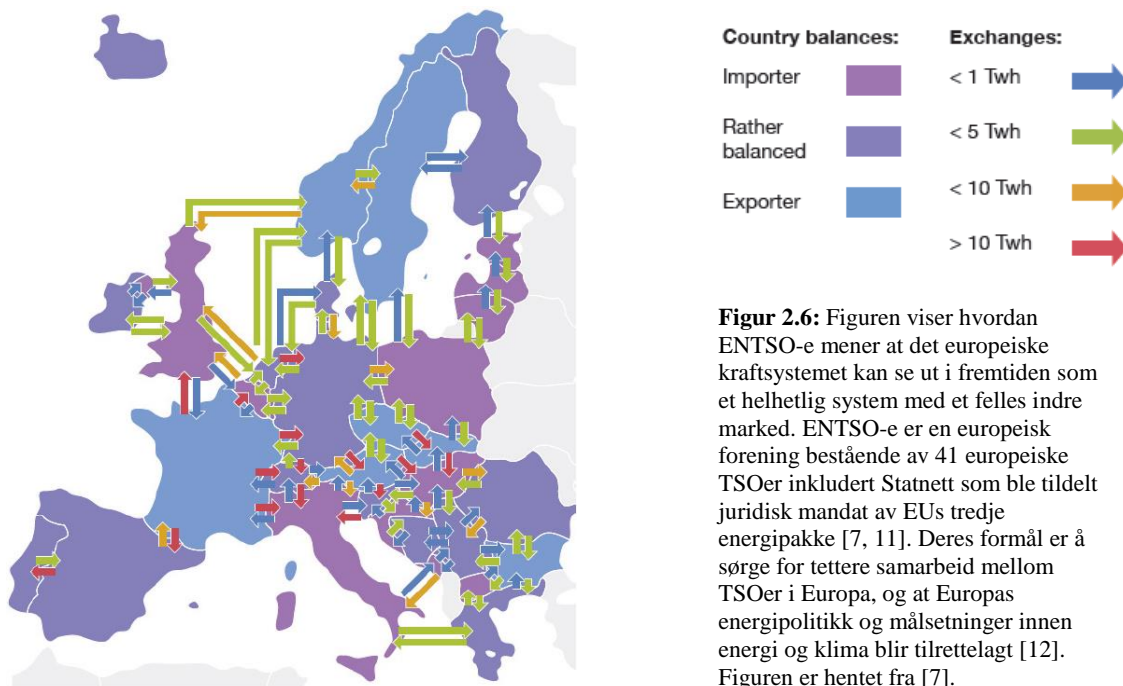 Country balances: Exchanges:
Importer < 1 Twh
Rather balanced < 5 Twh
< 10 Twh
Exporter
> 10 Twh
Figur 2.6: Figuren viser hvordan
ENTSO-e mener at det europeiske
kraftsystemet kan se ut i fremtiden som
et helhetlig system med et felles indre
marked. ENTSO-e er en europeisk
forening bestående av 41 europeiske
TSOer inkludert Statnett som ble tildelt
juridisk mandat av EUs tredje
energipakke [7, 11]. Deres formål er å
sørge for tettere samarbeid mellom
TSOer i Europa, og at Europas
energipolitikk og målsetninger innen
energi og klima blir tilrettelagt [12].
Figuren er hentet fra [7].